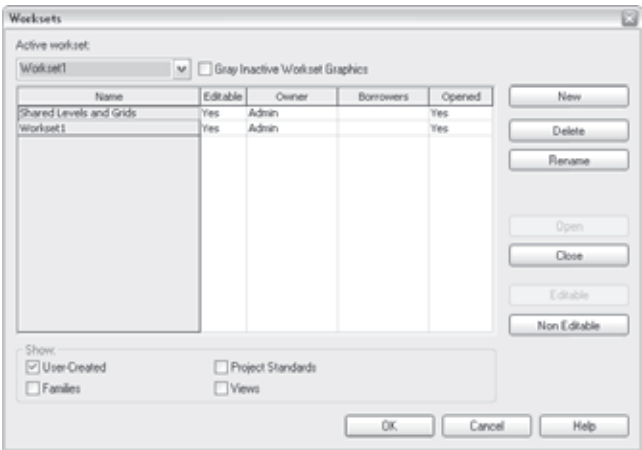 Worksets
Active workset:
Workset1
Gray Inactive Workset Graphics
Name Editable Owner Borrowers Opened
Shared Levels and Grids Yes Admin Yes
Workset1 Yes Admin Yes
New
Delete
Rename
Open
Close
Editable
Non Editable
Show:
User-Created Project Standards
Families Views
OK Cancel Help